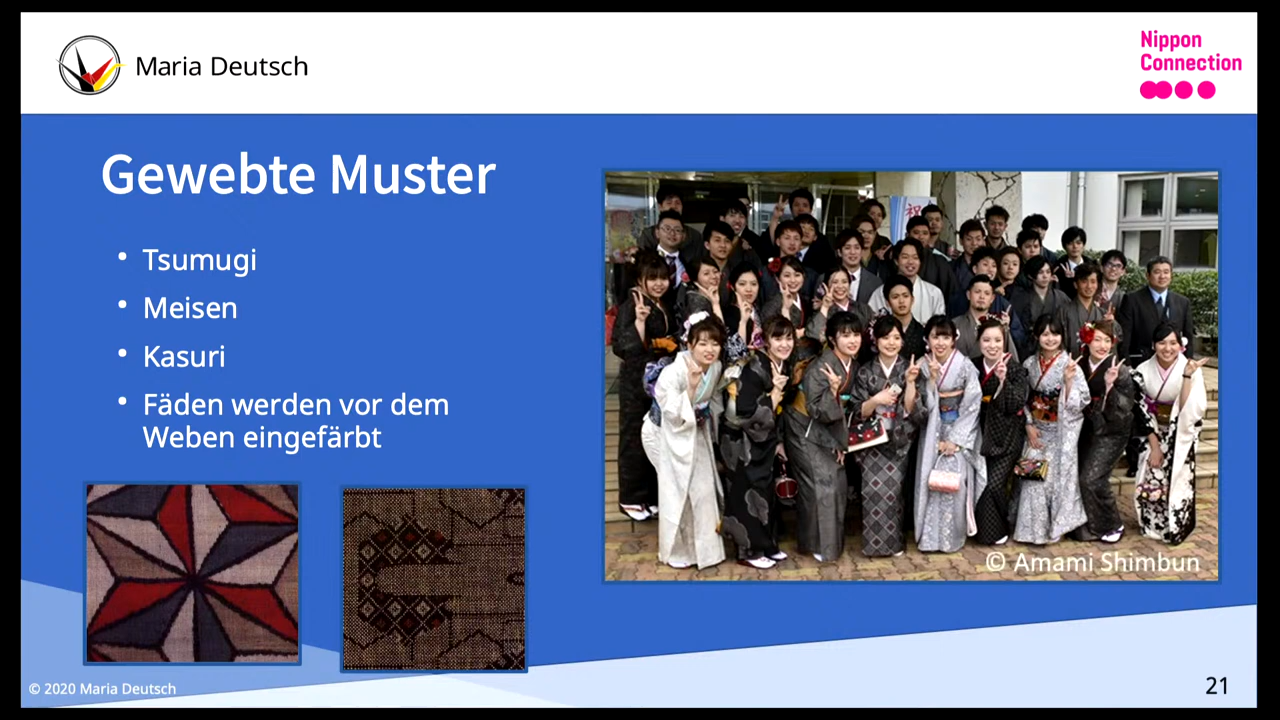 Maria Deutsch
Nippon
Connection
Gewebte Muster
• Tsumugi
• Meisen
• Kasuri
• Fäden werden vor dem
Weben eingefärbt
祝
© Amami Shimbun
© 2020 Maria Deutsch
21